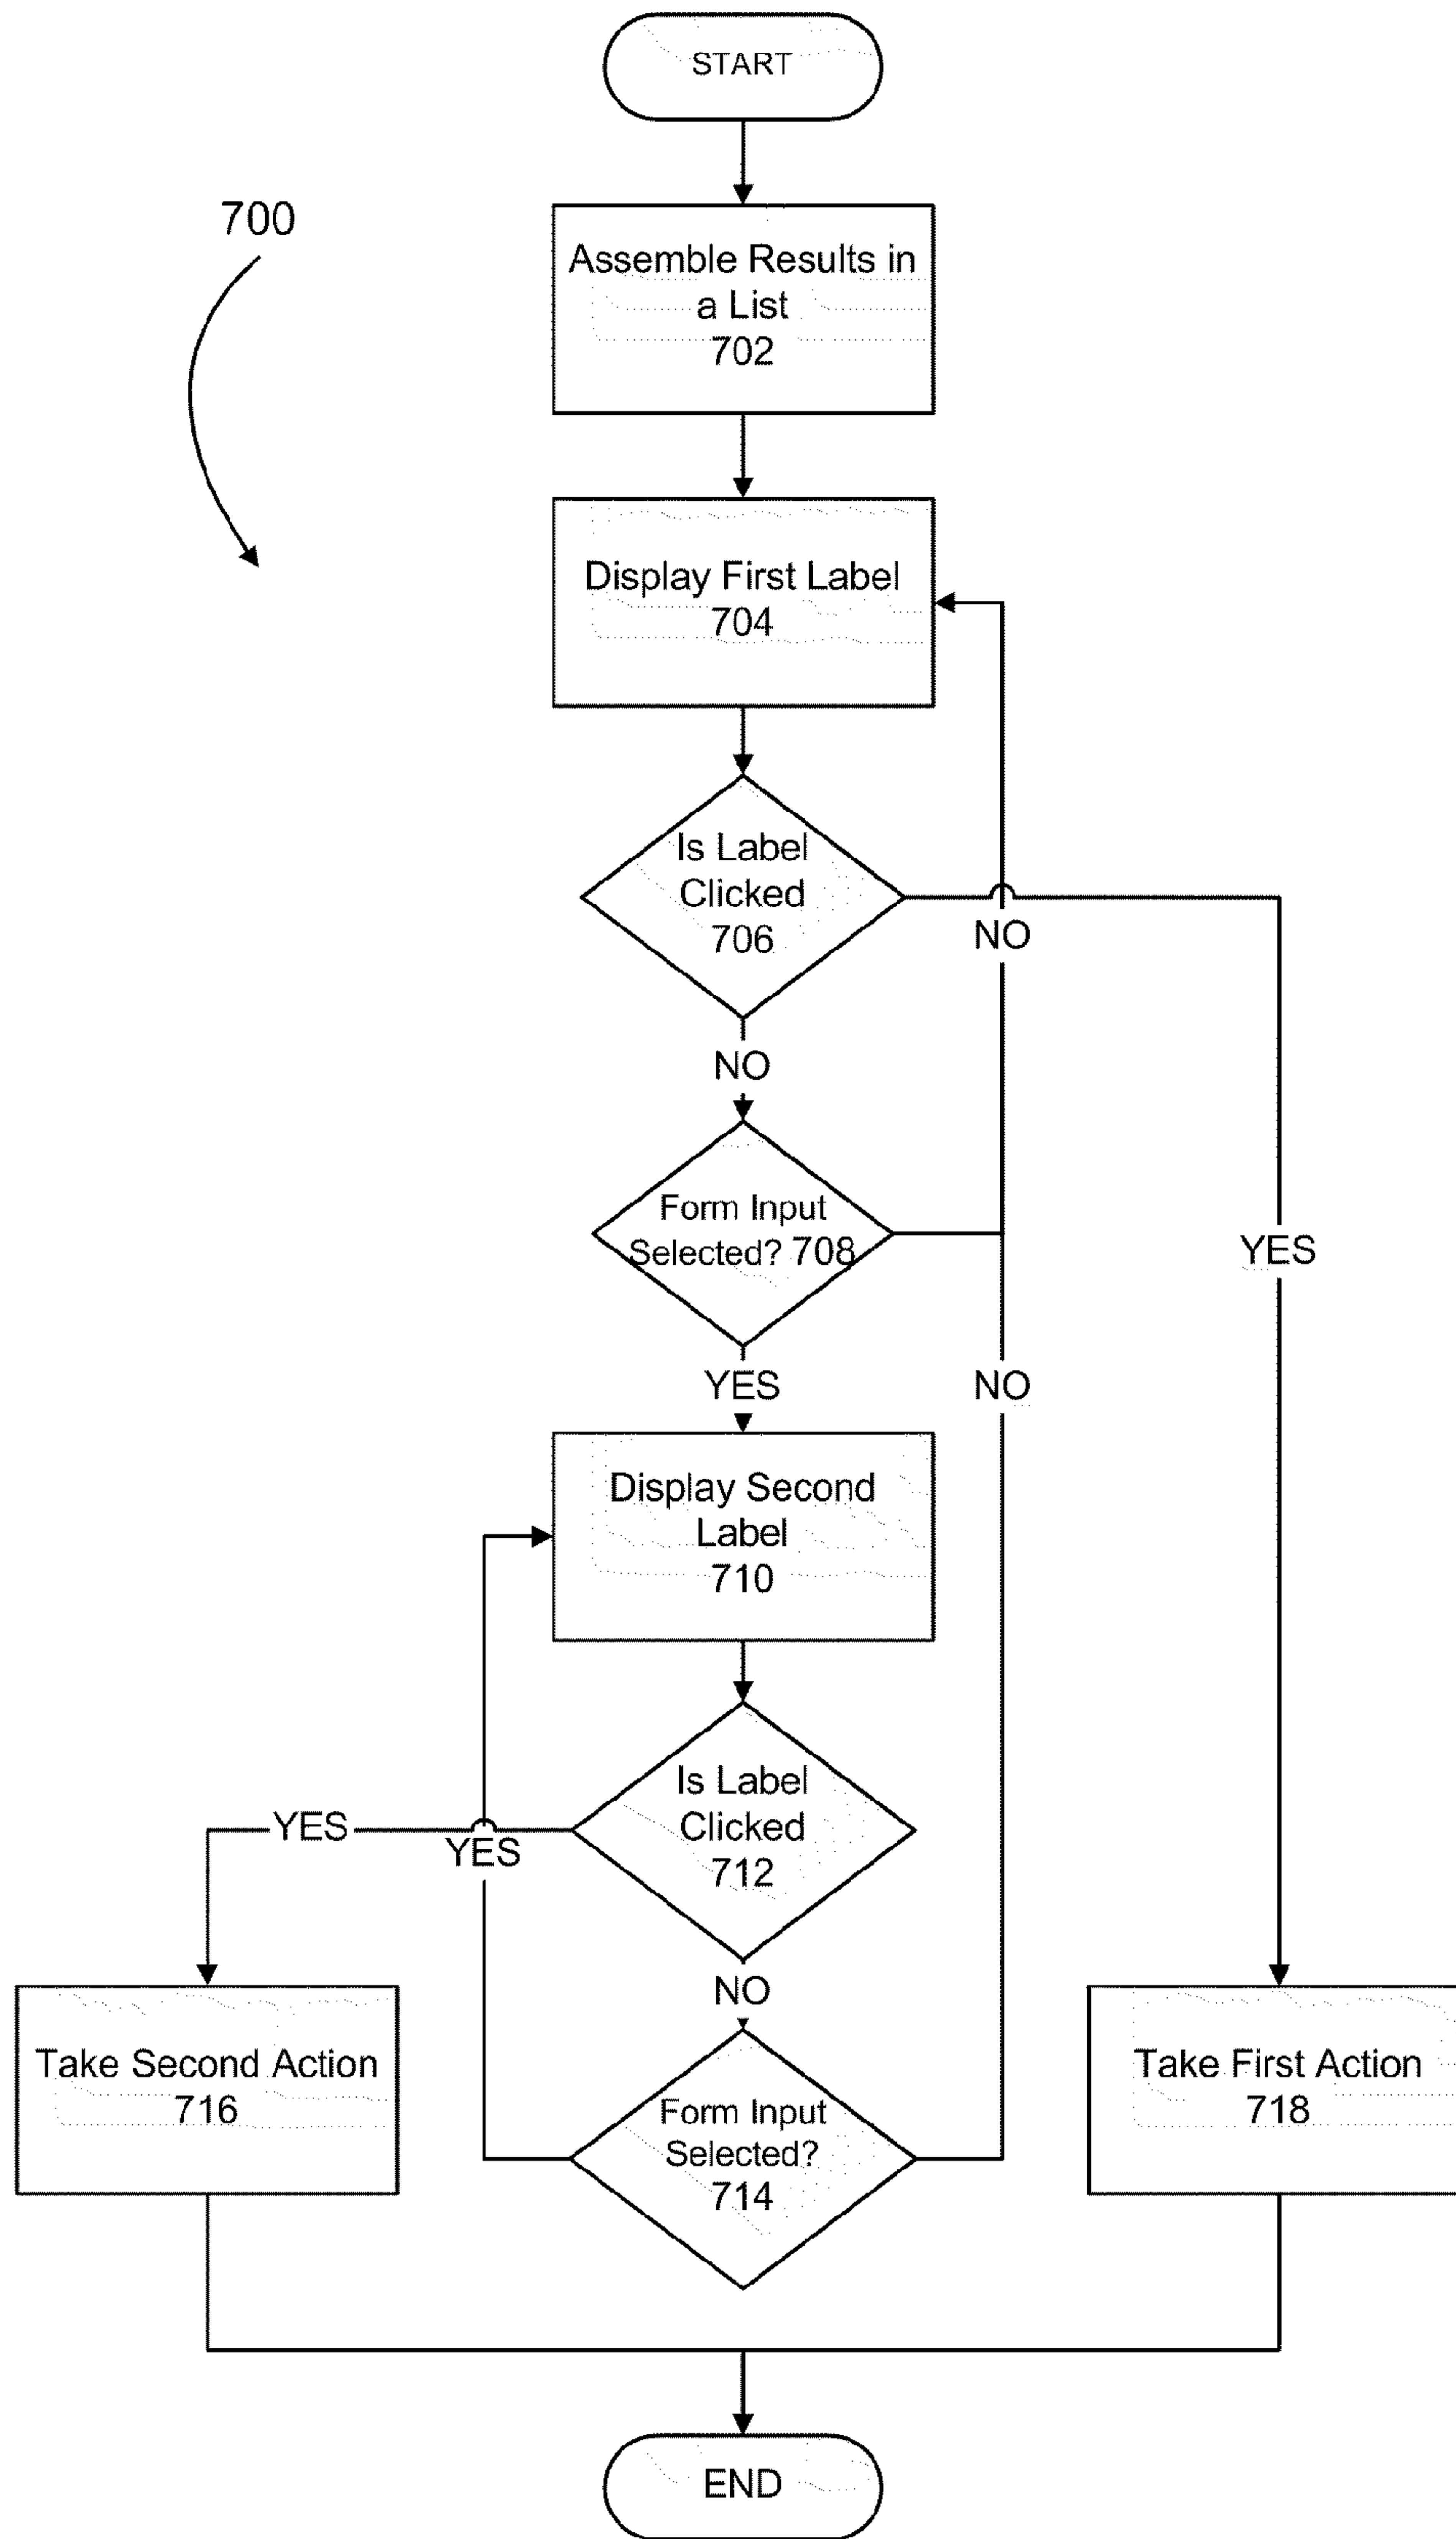 START
700
Assemble Results in
a List
702
Display First Label
704
Is Label
Clicked
706
NO
NO
Form Input
Selected? 708
YES
YES
NO
Display Second
Label
710
Is Label
Clicked
712
YES
YES
NO
Take Second Action
716
Form Input
Selected?
714
Take First Action
718
END